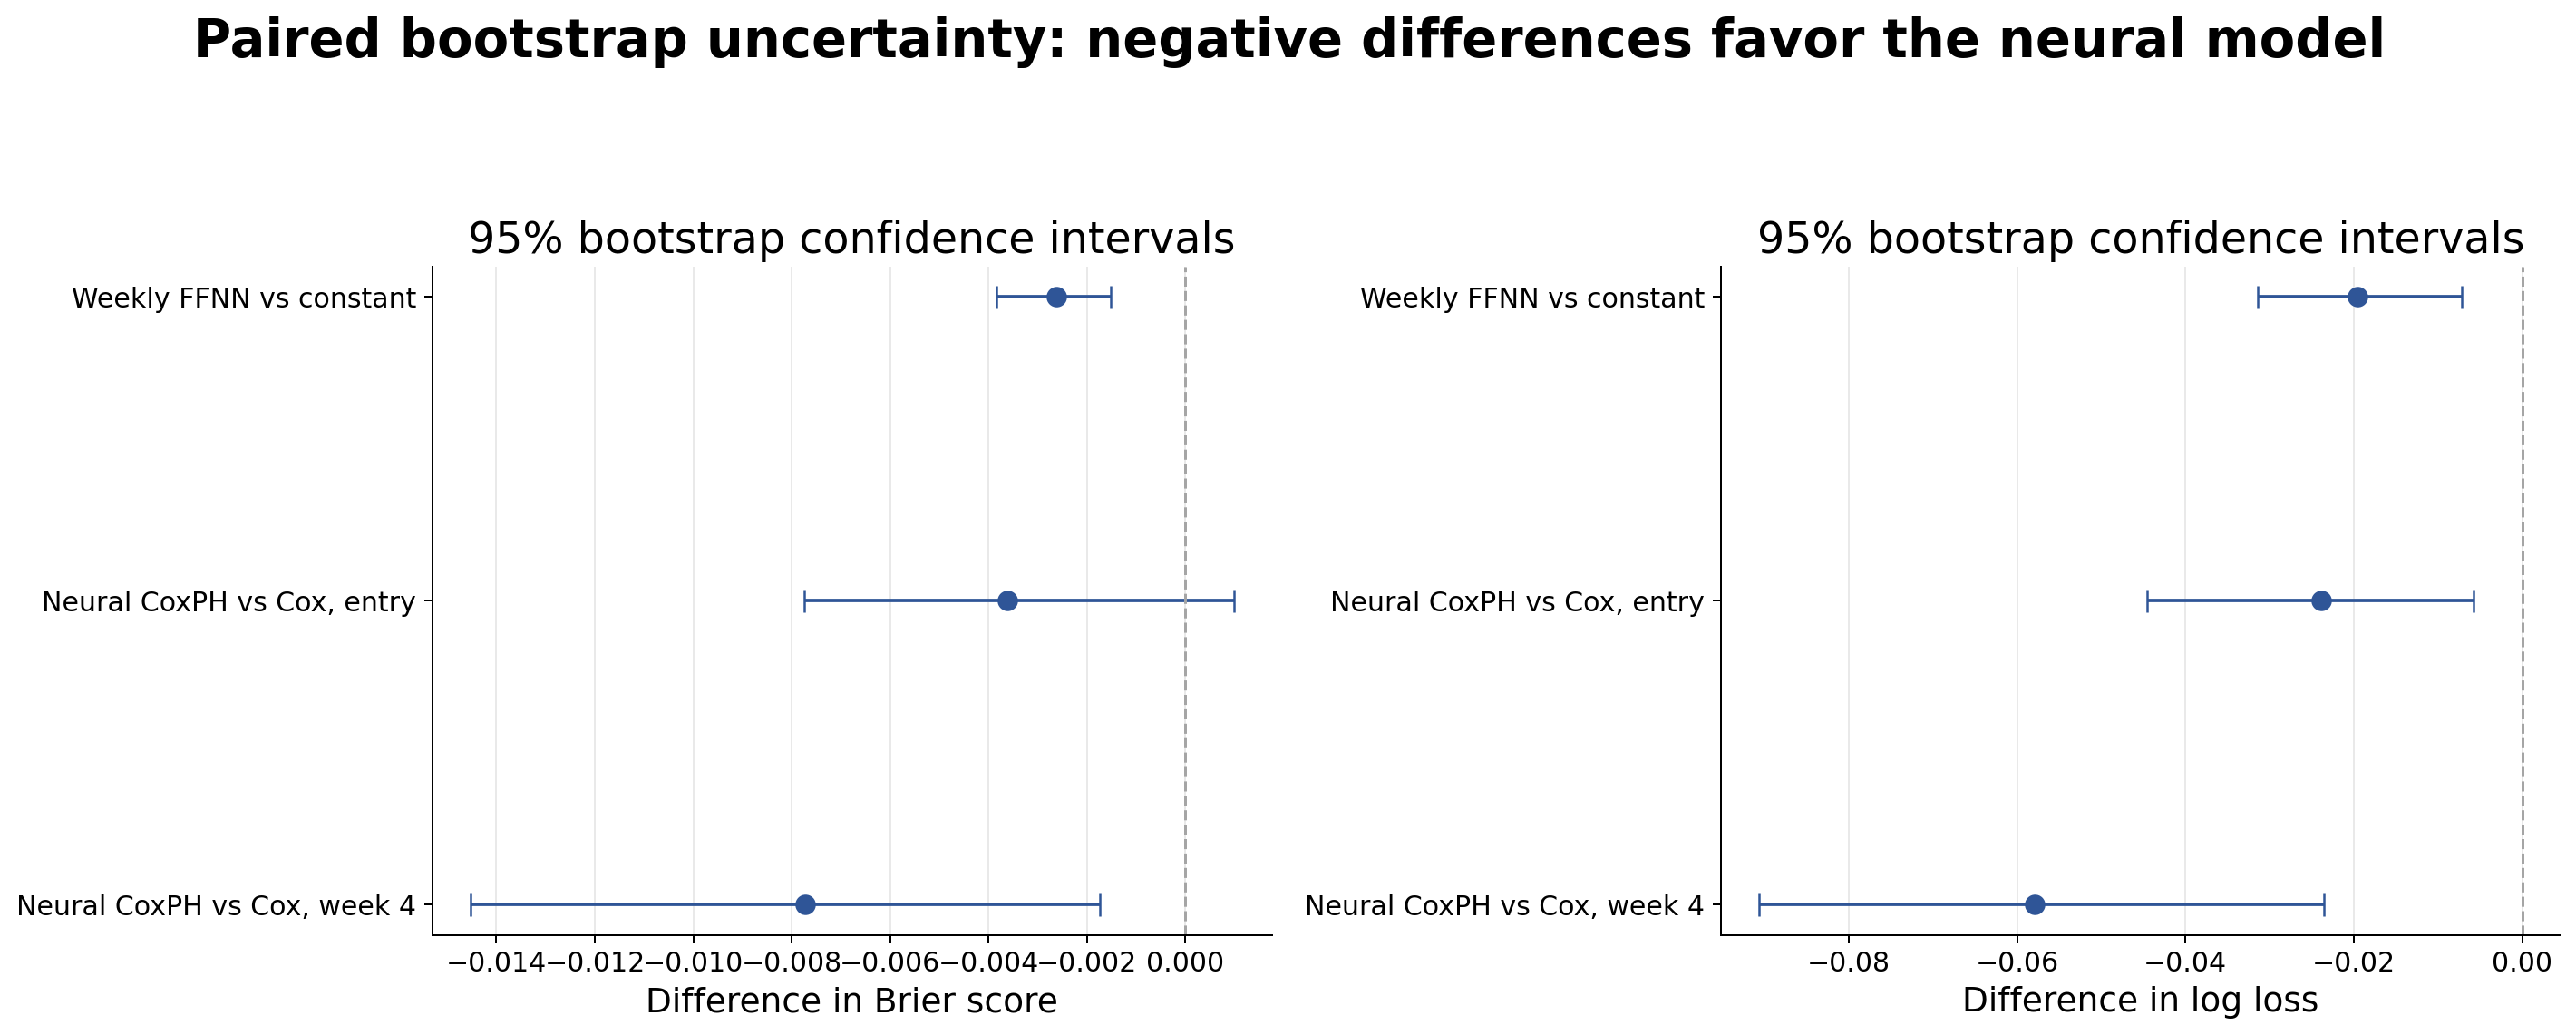 Paired bootstrap uncertainty: negative differences favor the neural model
95% bootstrap confidence intervals
Weekly FFNN vs constant
Neural CoxPH vs Cox, entry
Neural CoxPH vs Cox, week 4
−0.014 −0.012 −0.010 −0.008 −0.006 −0.004 −0.002 0.000
Difference in Brier score
95% bootstrap confidence intervals
Weekly FFNN vs constant
Neural CoxPH vs Cox, entry
Neural CoxPH vs Cox, week 4
−0.08 −0.06 −0.04 −0.02 0.00
Difference in log loss